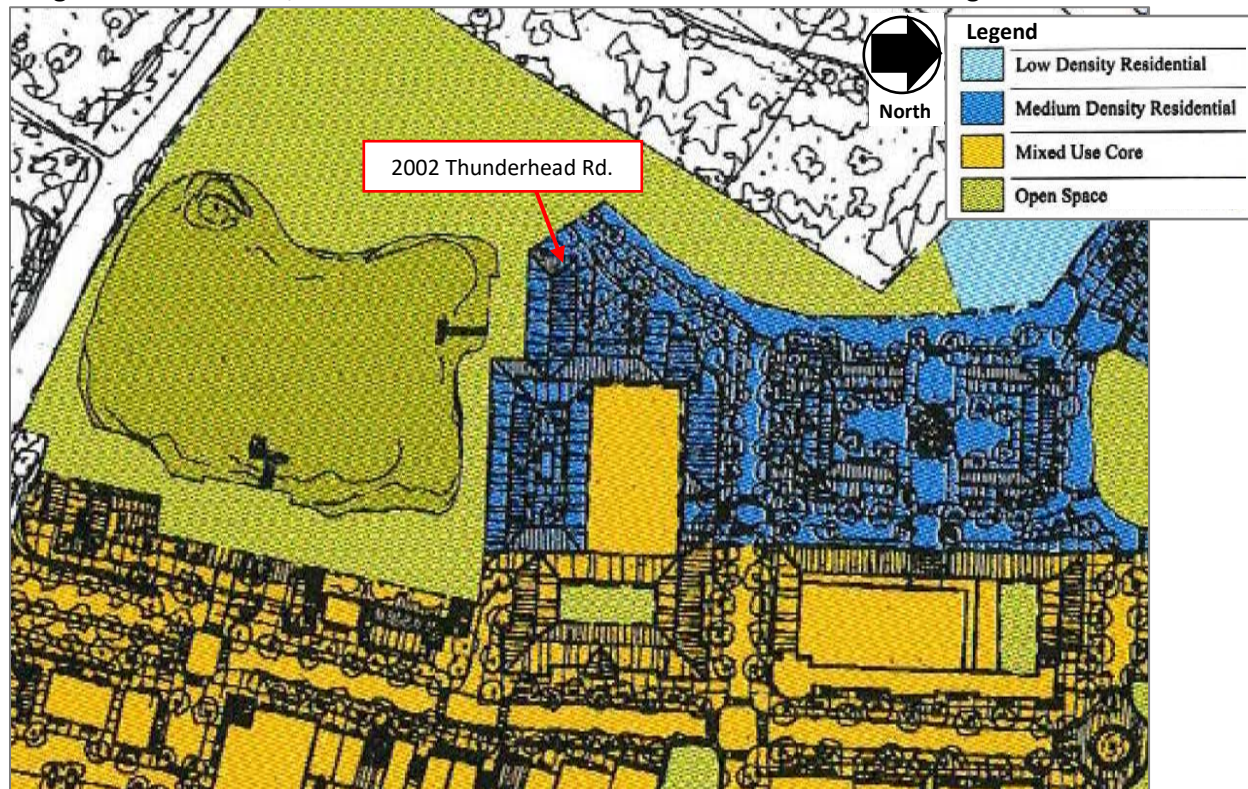 Legend
Low Density Residential
Medium Density Residential
Mixed Use Core
Open Space
North
2002 Thunderhead Rd.